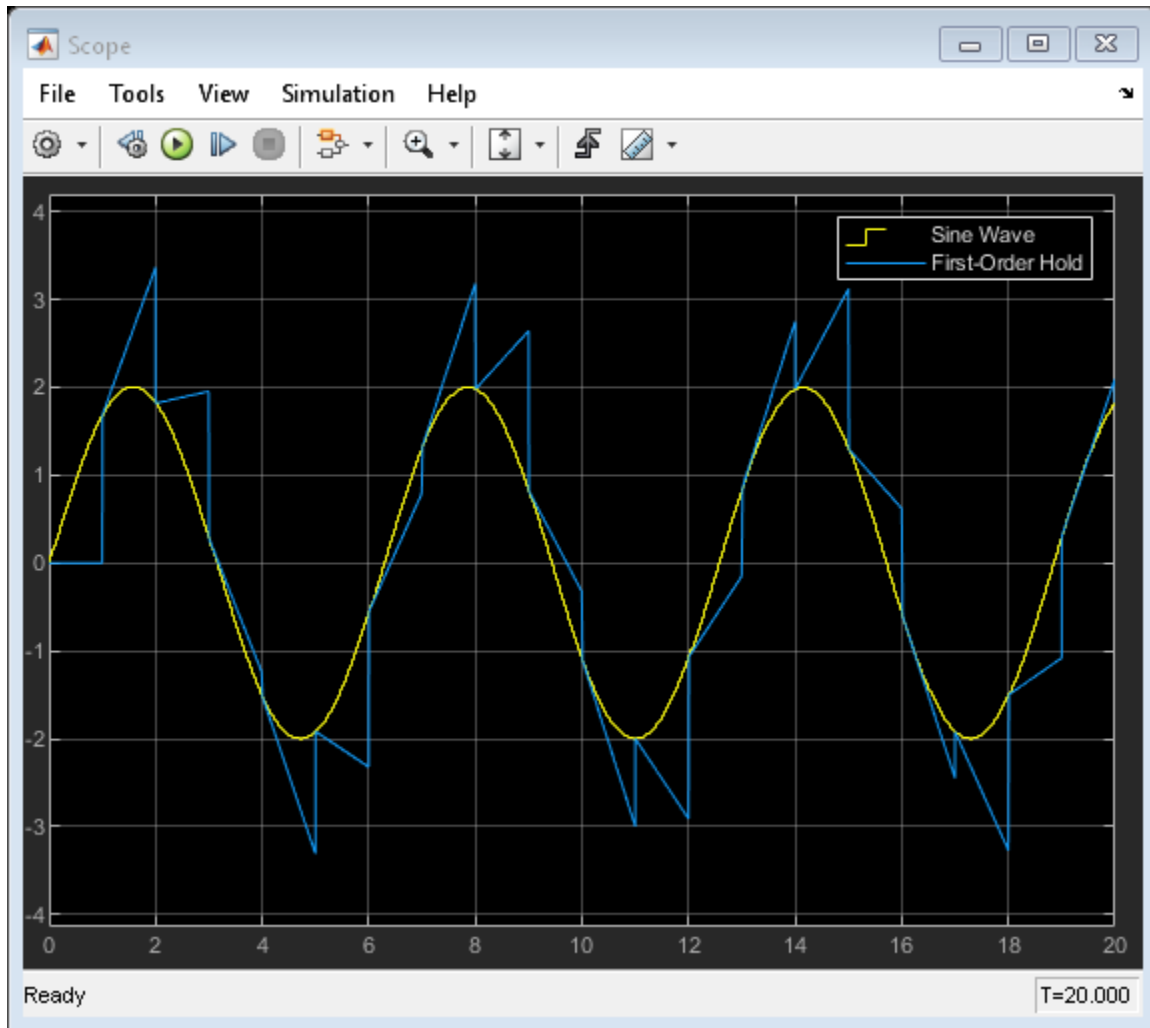 Scope
File Tools View Simulation Help
Sine Wave
First-Order Hold
4
3
2
1
0
-1
-2
-3
-4
0 2 4 6 8 10 12 14 16 18 20
Ready T=20.000